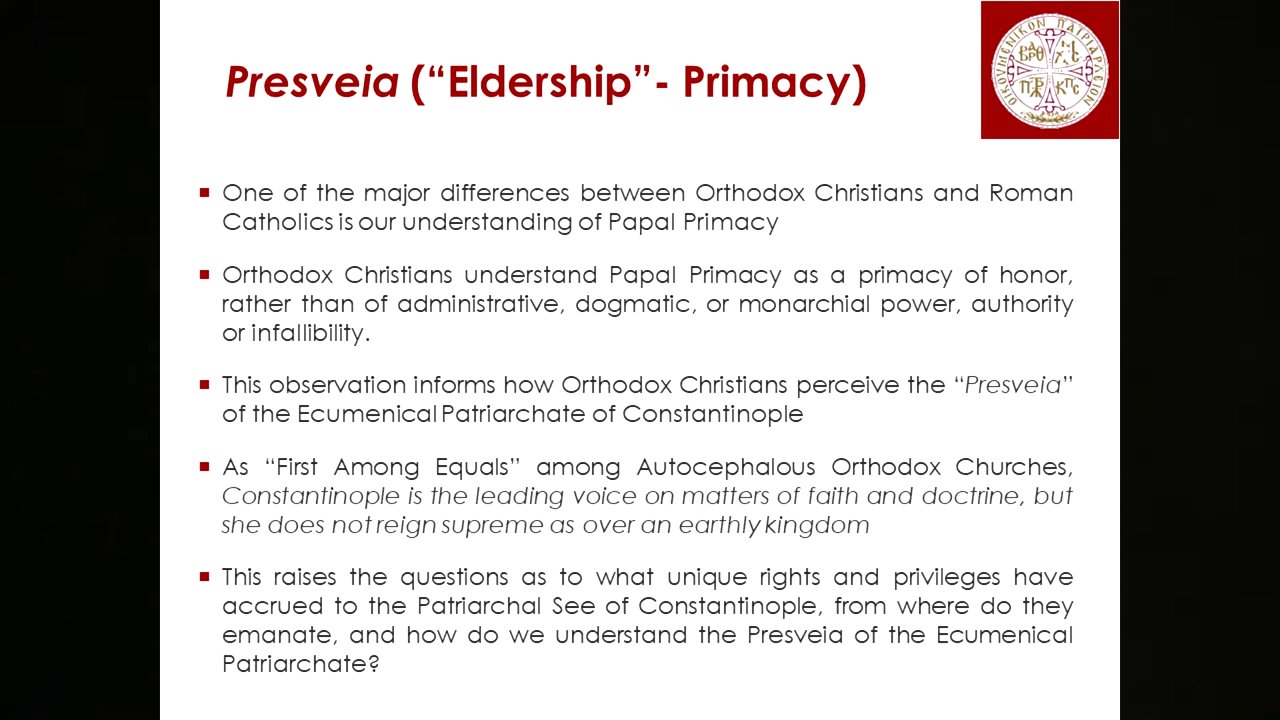 Presveia (“Eldership”- Primacy)
ΟΙΚΟΥΜΕΝΙΚΟΝ ΠΑΤΡΙΑΡΧΕΙΟΝ
One of the major differences between Orthodox Christians and Roman
Catholics is our understanding of Papal Primacy
Orthodox Christians understand Papal Primacy as a primacy of honor,
rather than of administrative, dogmatic, or monarchial power, authority
or infallibility.
This observation informs how Orthodox Christians perceive the “Presveia”
of the Ecumenical Patriarchate of Constantinople
As “First Among Equals” among Autocephalous Orthodox Churches,
Constantinople is the leading voice on matters of faith and doctrine, but
she does not reign supreme as over an earthly kingdom
This raises the questions as to what unique rights and privileges have
accrued to the Patriarchal See of Constantinople, from where do they
emanate, and how do we understand the Presveia of the Ecumenical
Patriarchate?